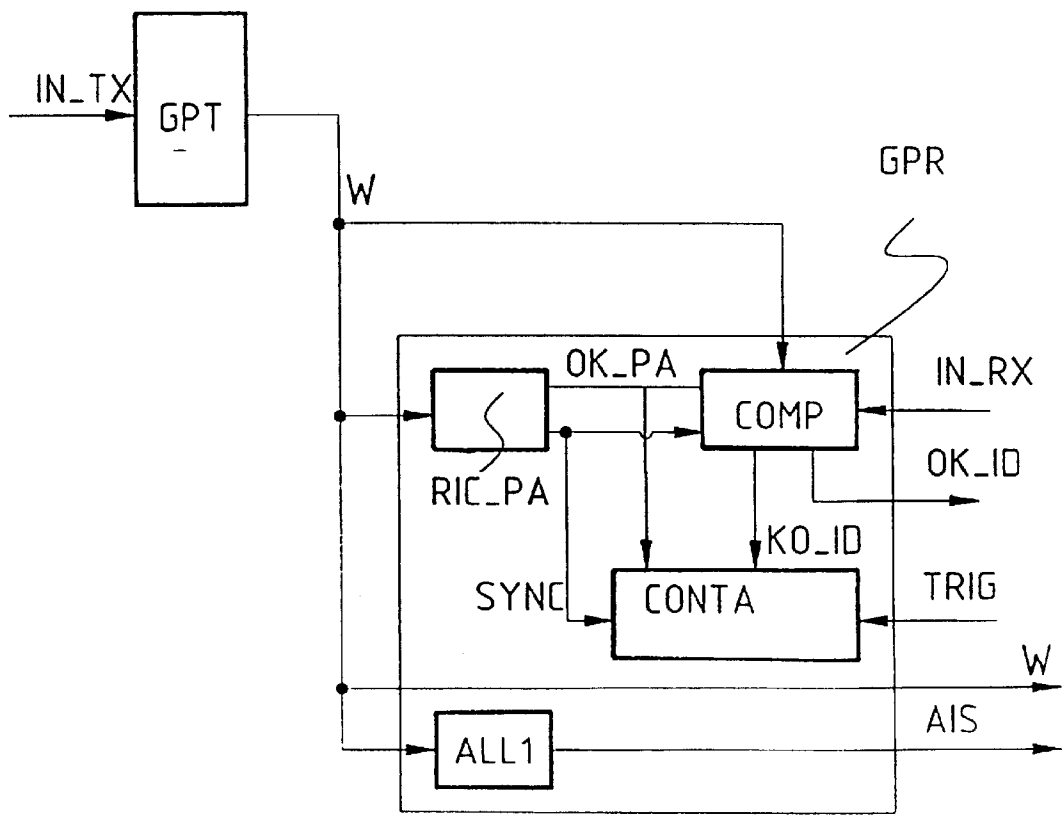 IN_TX
GPT
W
GPR
OK_PA
IN_RX
COMP
OK_ID
RIC_PA
KO_ID
SYNC
CONTA
TRIG
W
AIS
ALL1